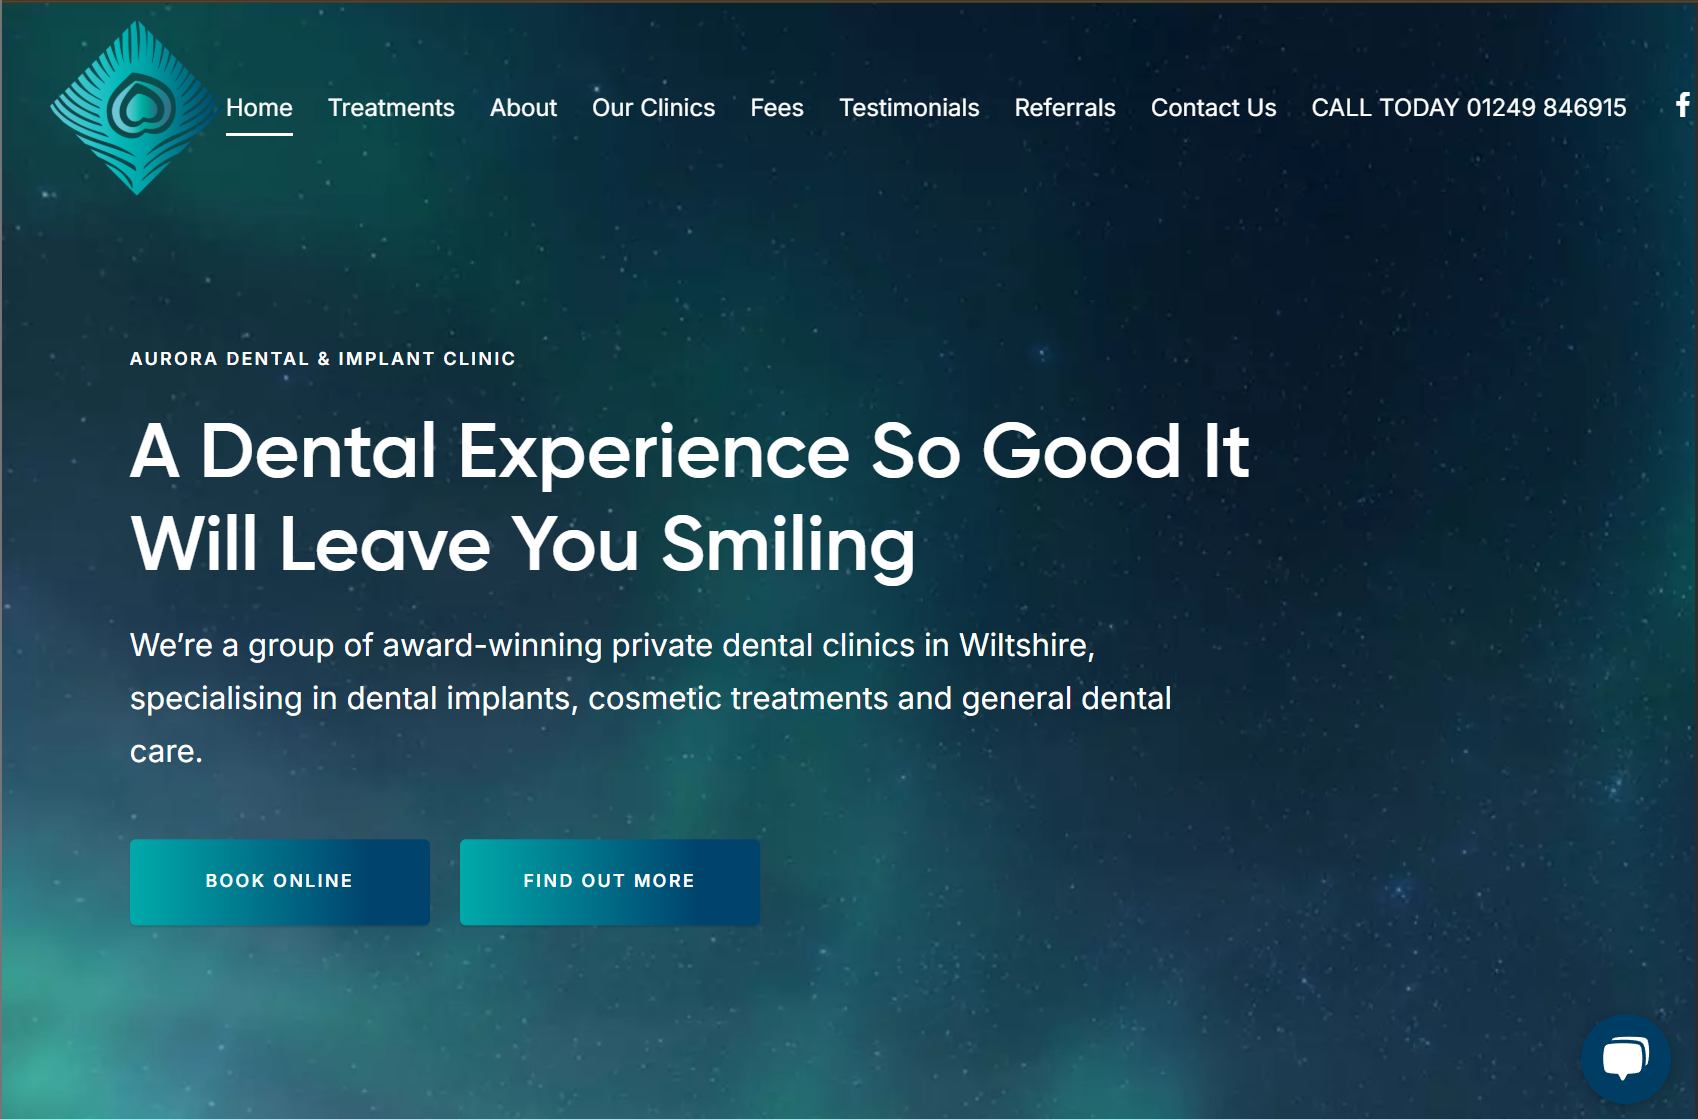 Home Treatments About Our Clinics Fees Testimonials Referrals Contact Us CALL TODAY 01249 846915
AURORA DENTAL & IMPLANT CLINIC
A Dental Experience So Good It
Will Leave You Smiling
We’re a group of award-winning private dental clinics in Wiltshire,
specialising in dental implants, cosmetic treatments and general dental
care.
BOOK ONLINE FIND OUT MORE